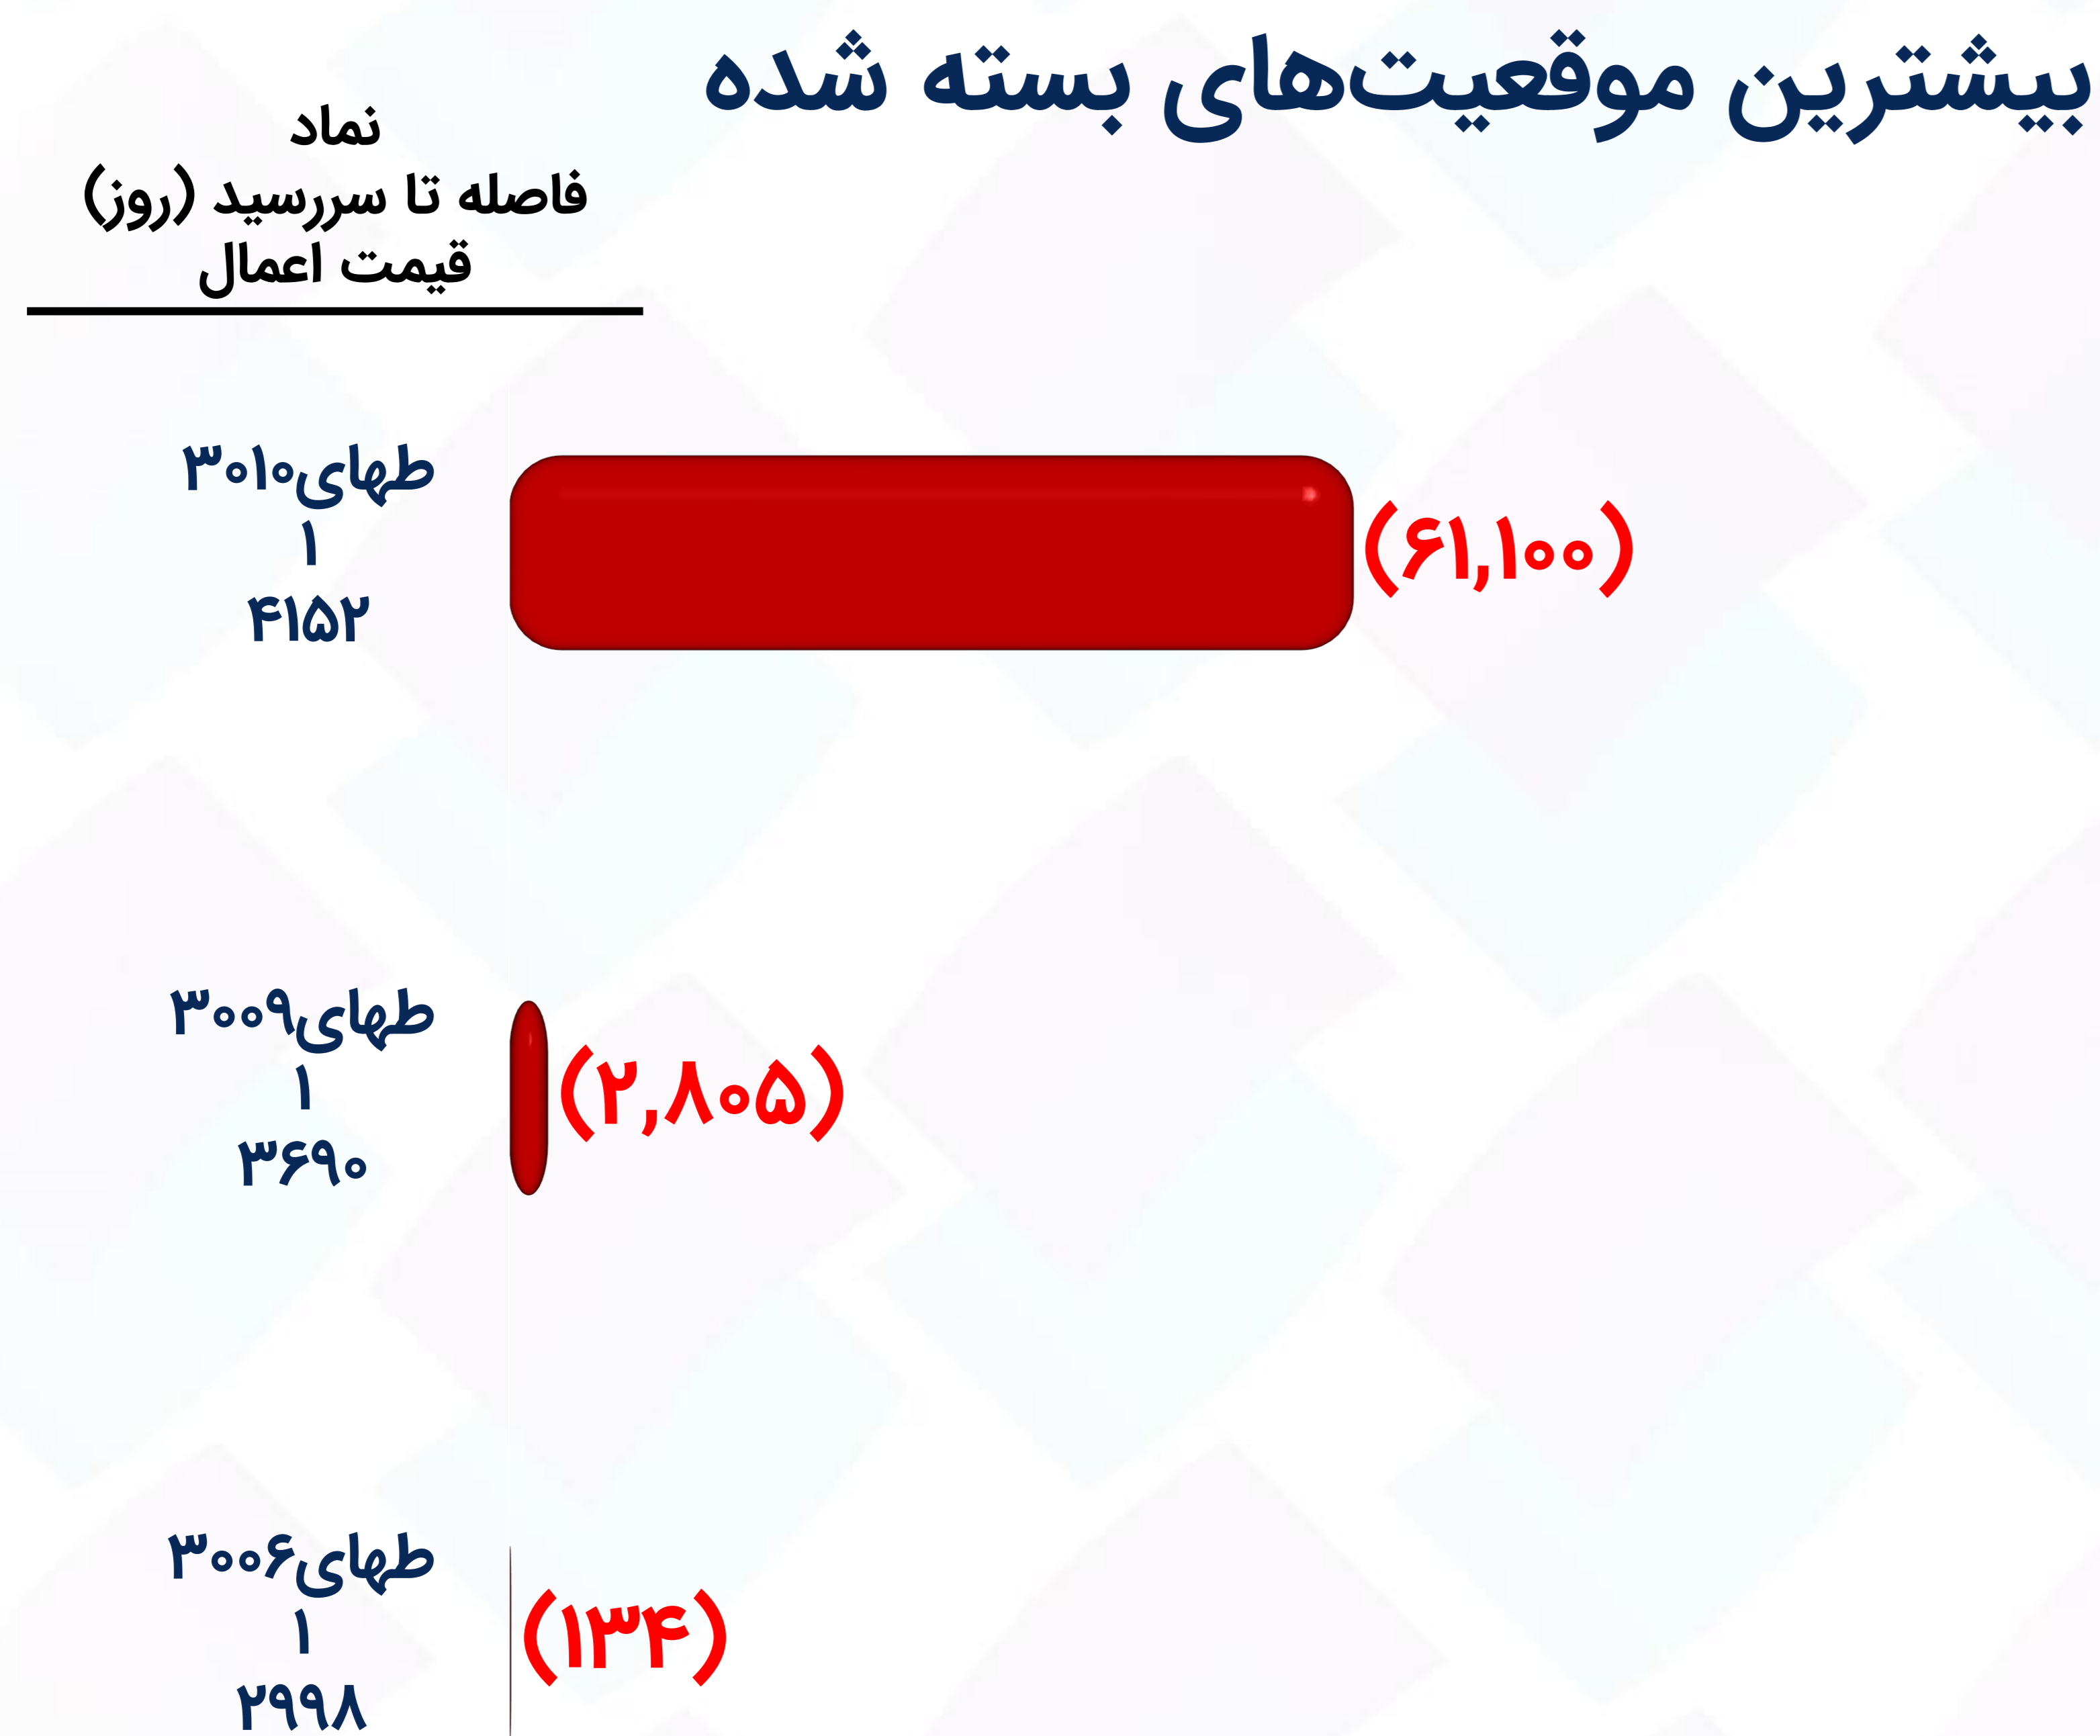 بیشترین موقعیت‌های بسته شده
نماد
فاصله تا سررسید (روز)
قیمت اعمال
طهای۳۰۱۰
۱
۴۱۵۲
(۶۱,۱۰۰)
طهای۳۰۰۹
۱
۳۶۹۰
(۲,۸۰۵)
طهای۳۰۰۶
۱
۲۹۹۸
(۱۳۴)